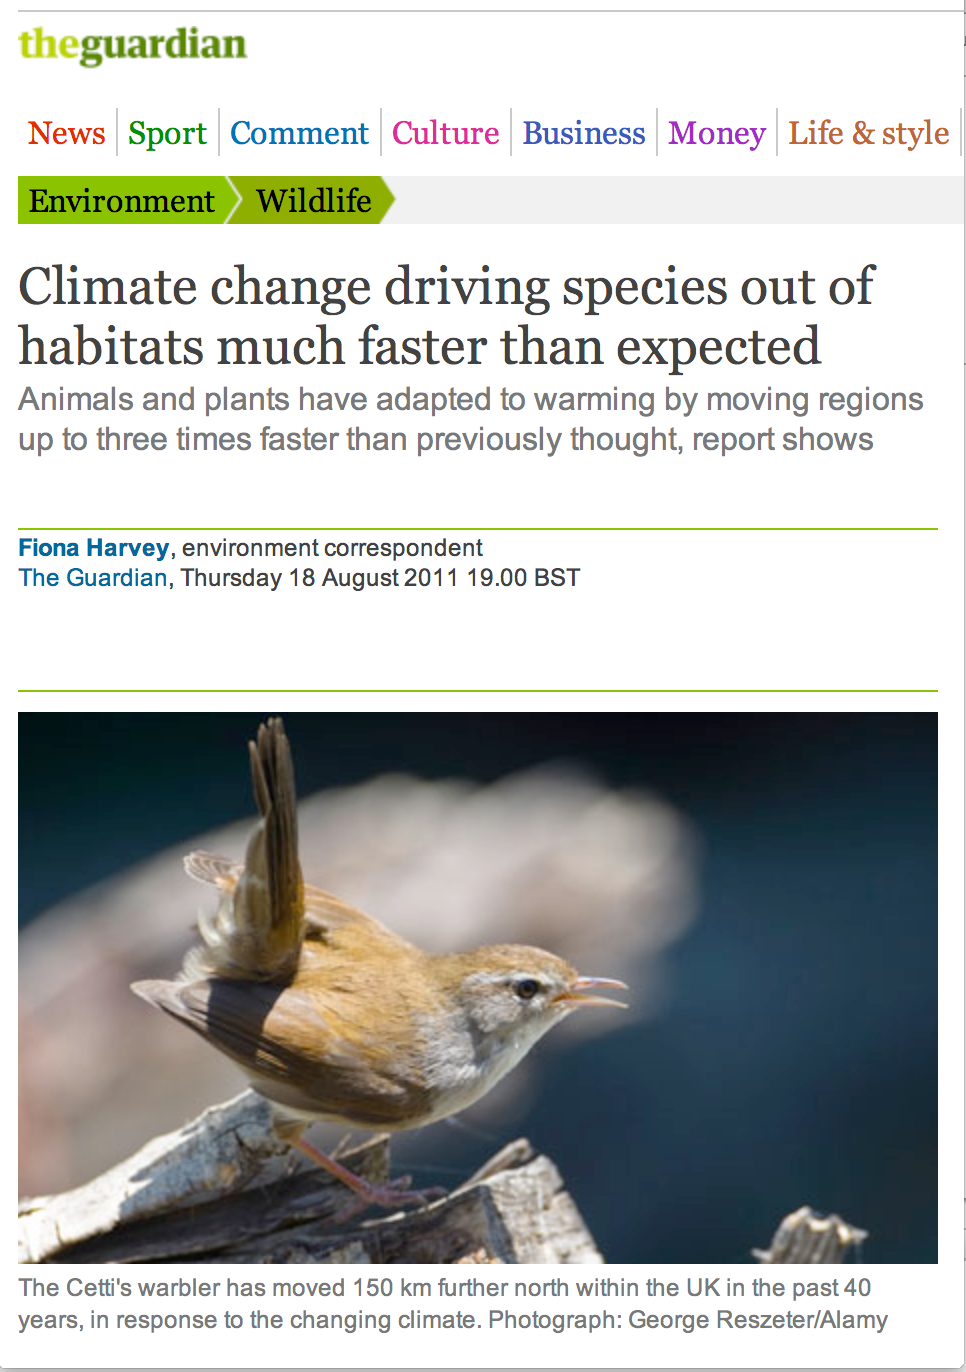 theguardian
News Sport Comment Culture Business Money Life & style
Environment Wildlife
Climate change driving species out of
habitats much faster than expected
Animals and plants have adapted to warming by moving regions
up to three times faster than previously thought, report shows
Fiona Harvey, environment correspondent
The Guardian, Thursday 18 August 2011 19.00 BST
The Cetti's warbler has moved 150 km further north within the UK in the past 40
years, in response to the changing climate. Photograph: George Reszeter/Alamy